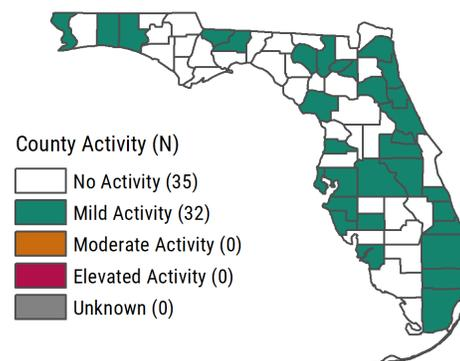 County Activity (N)
No Activity (35)
Mild Activity (32)
Moderate Activity (0)
Elevated Activity (0)
Unknown (0)